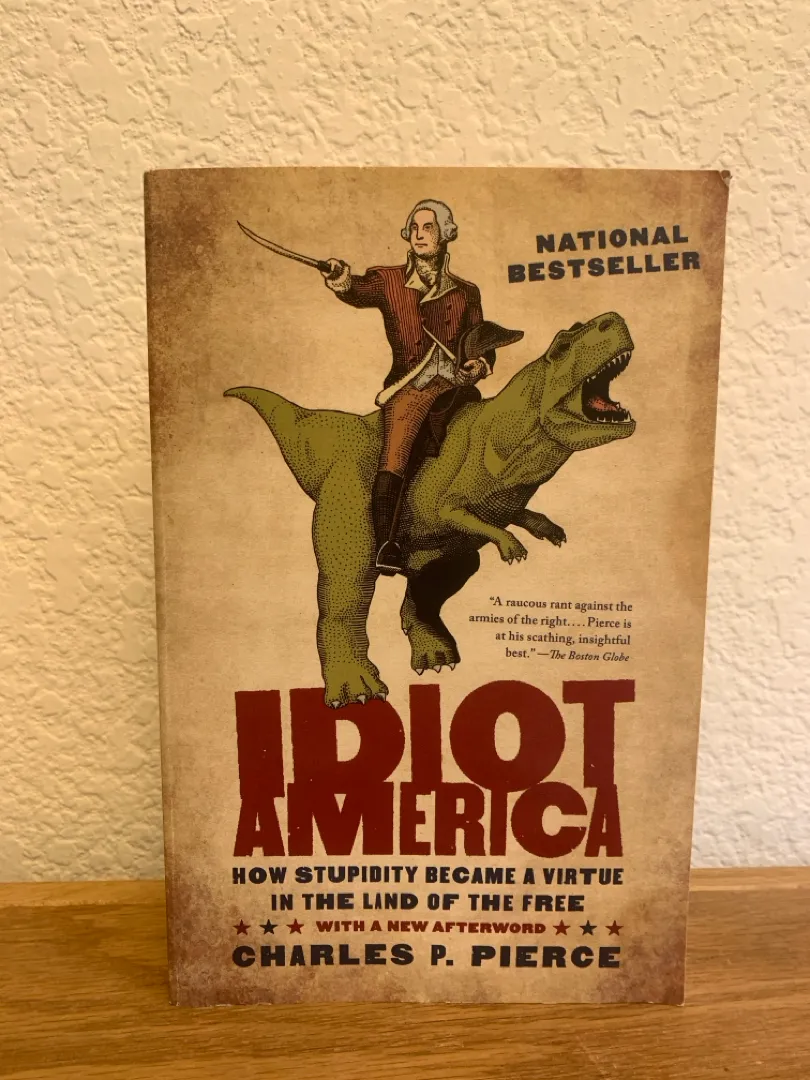 NATIONAL
BESTSELLER
“A raucous rant against the
armies of the right.... Pierce is
at his scathing, insightful
best.” —The Boston Globe
IDIOT
AMERICA
HOW STUPIDITY BECAME A VIRTUE
IN THE LAND OF THE FREE
WITH A NEW AFTERWORD
CHARLES P. PIERCE